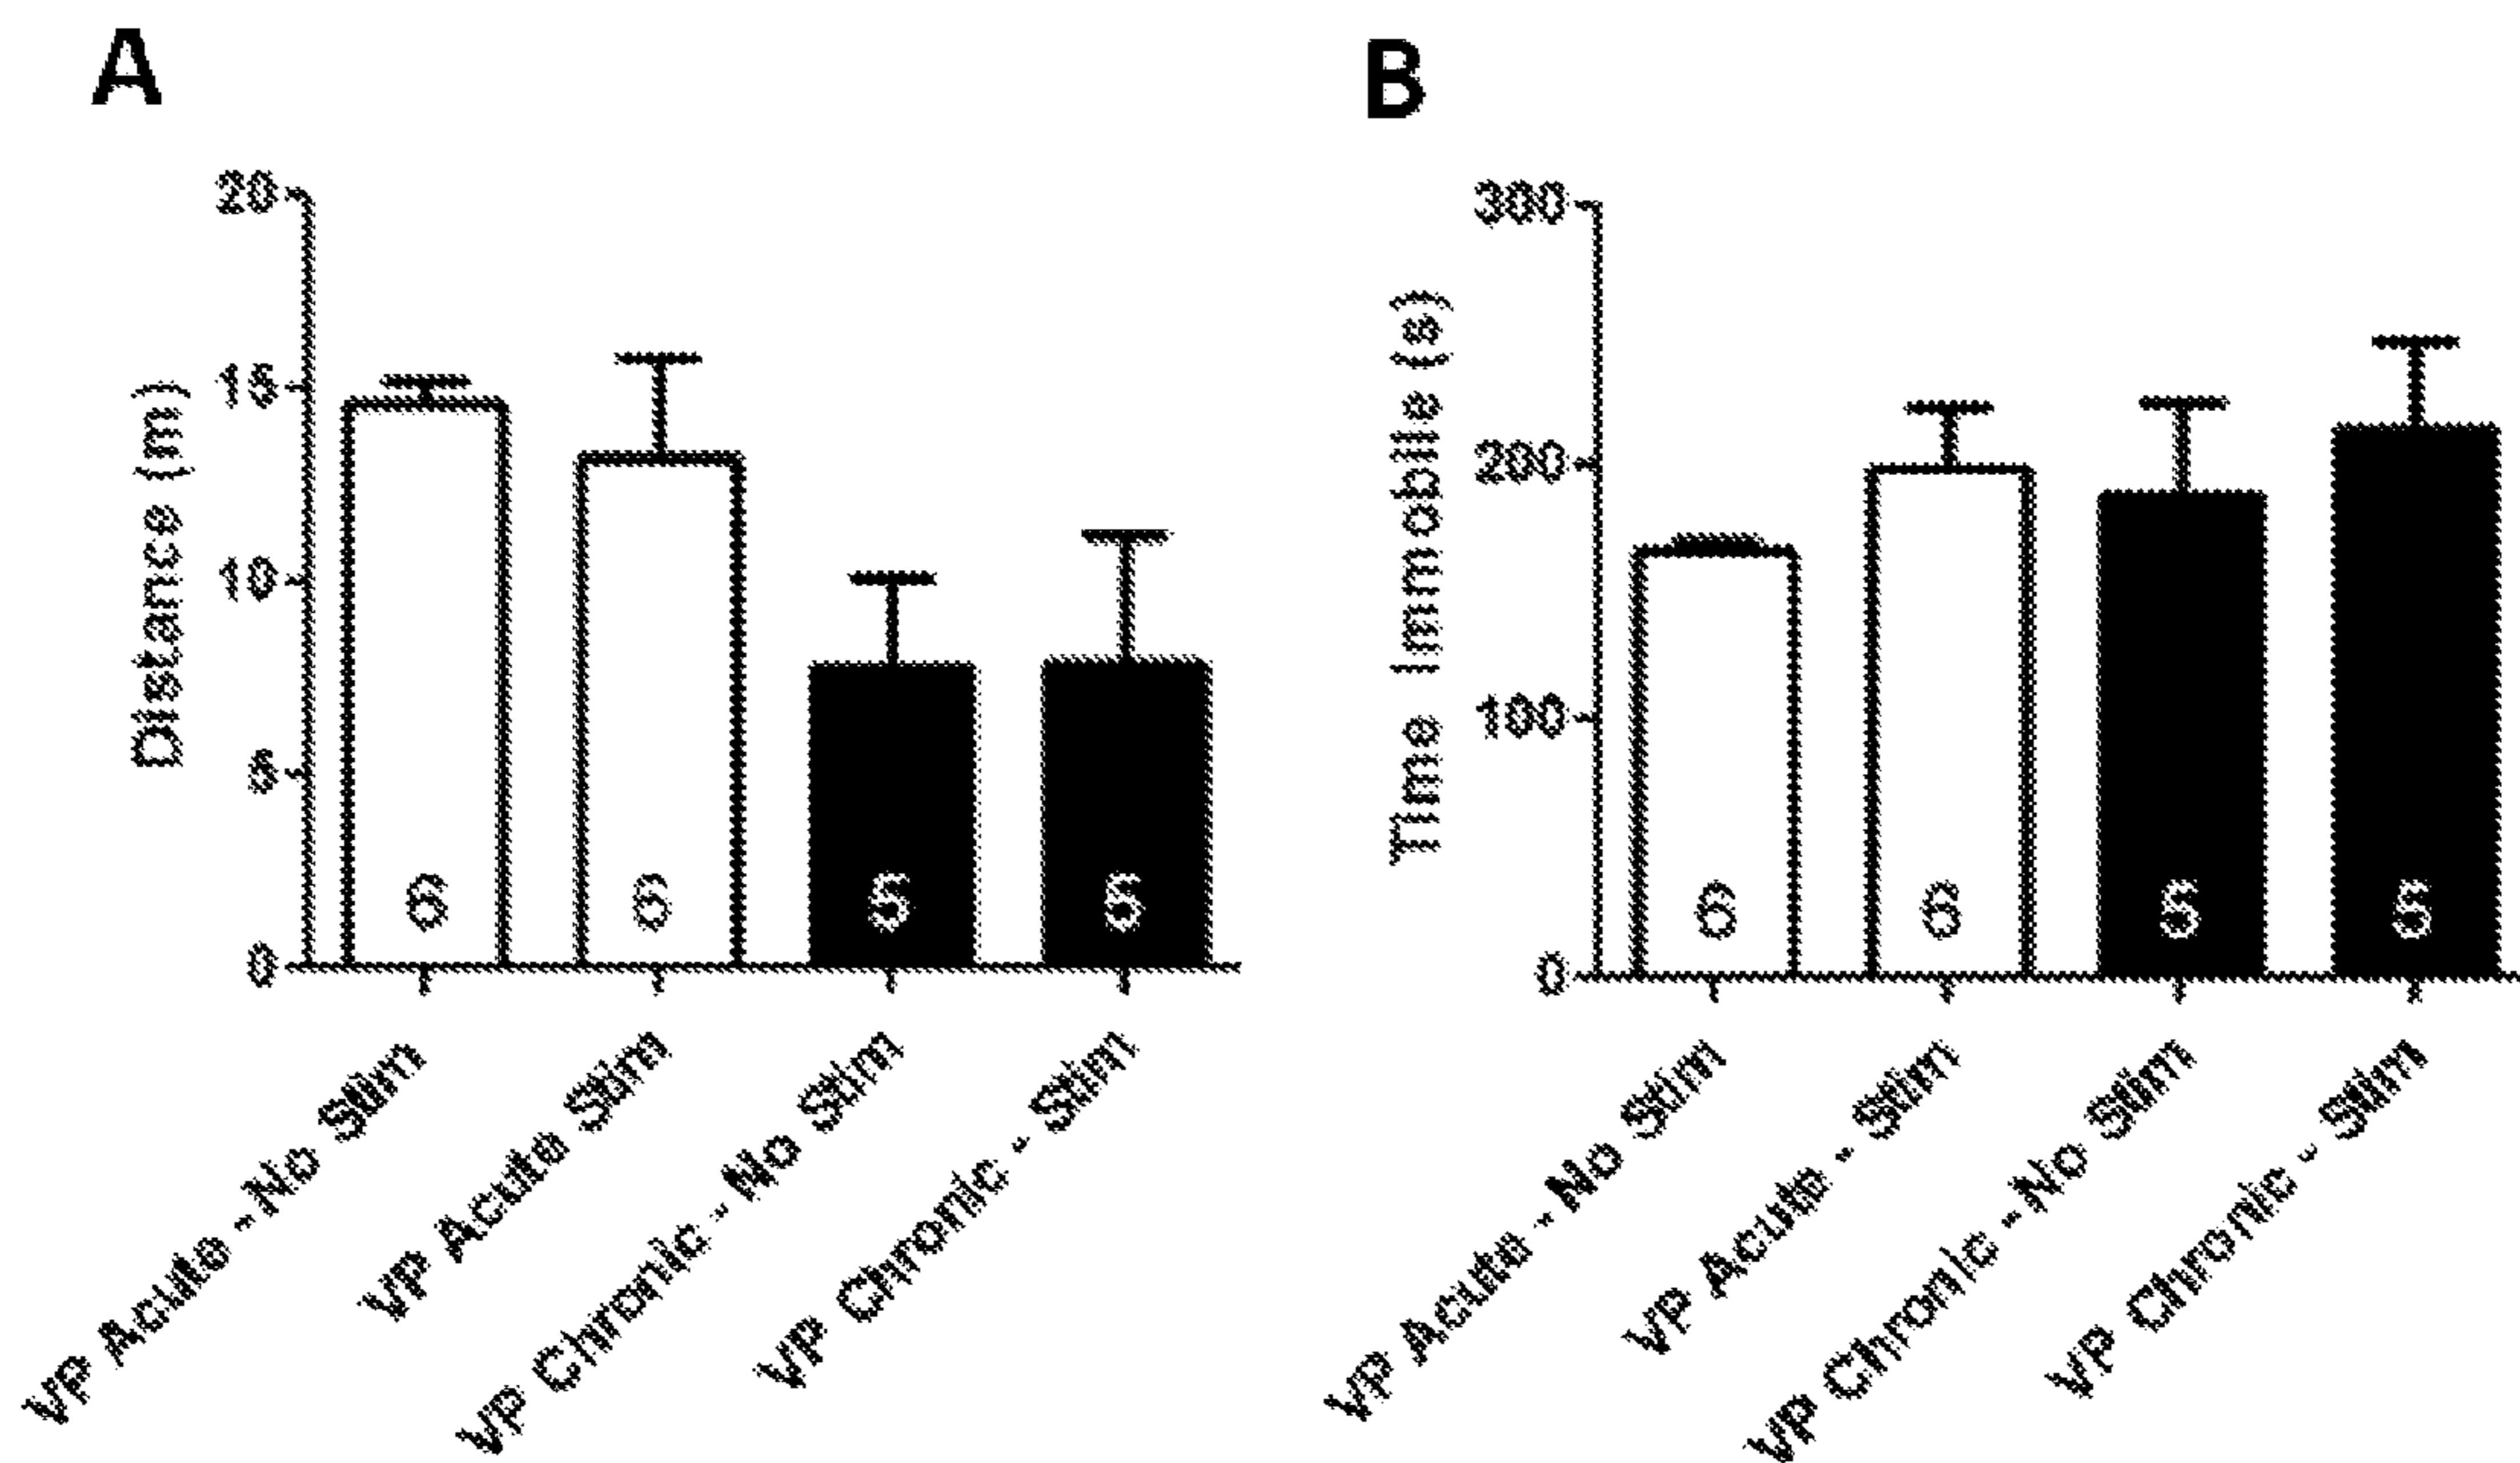 A
20
15
10
5
0
Distance (m)
6
6
5
5
VP Acute - No Stim
VP Acute Stim
VP Chronic - No Stim
VP Chronic - Stim
B
300
200
100
0
Time Immobile (s)
6
6
5
5
VP Acute - No Stim
VP Acute - Stim
VP Chronic - No Stim
VP Chronic - Stim